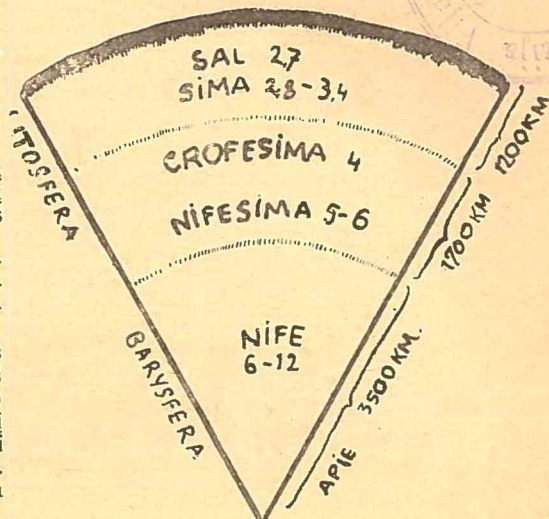 SAL 2,7
SiMA 2,8-3,4
CROFESiMA 4
NiFESiMA 5-6
NiFE
6-12
LITOSFERA
BARYSFERA
1200KM
1700KM
APIE 3500KM.